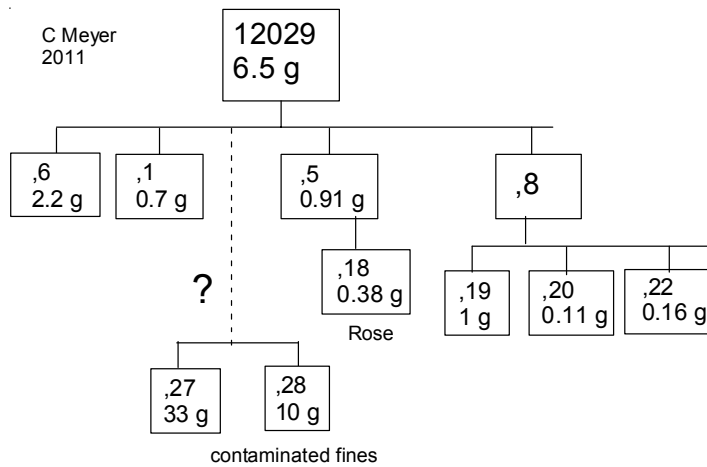 C Meyer
2011
12029
6.5 g
,6
2.2 g
,1
0.7 g
,5
0.91 g
,8
,18
0.38 g
Rose
,19
1 g
,20
0.11 g
,22
0.16 g
?
,27
33 g
,28
10 g
contaminated fines